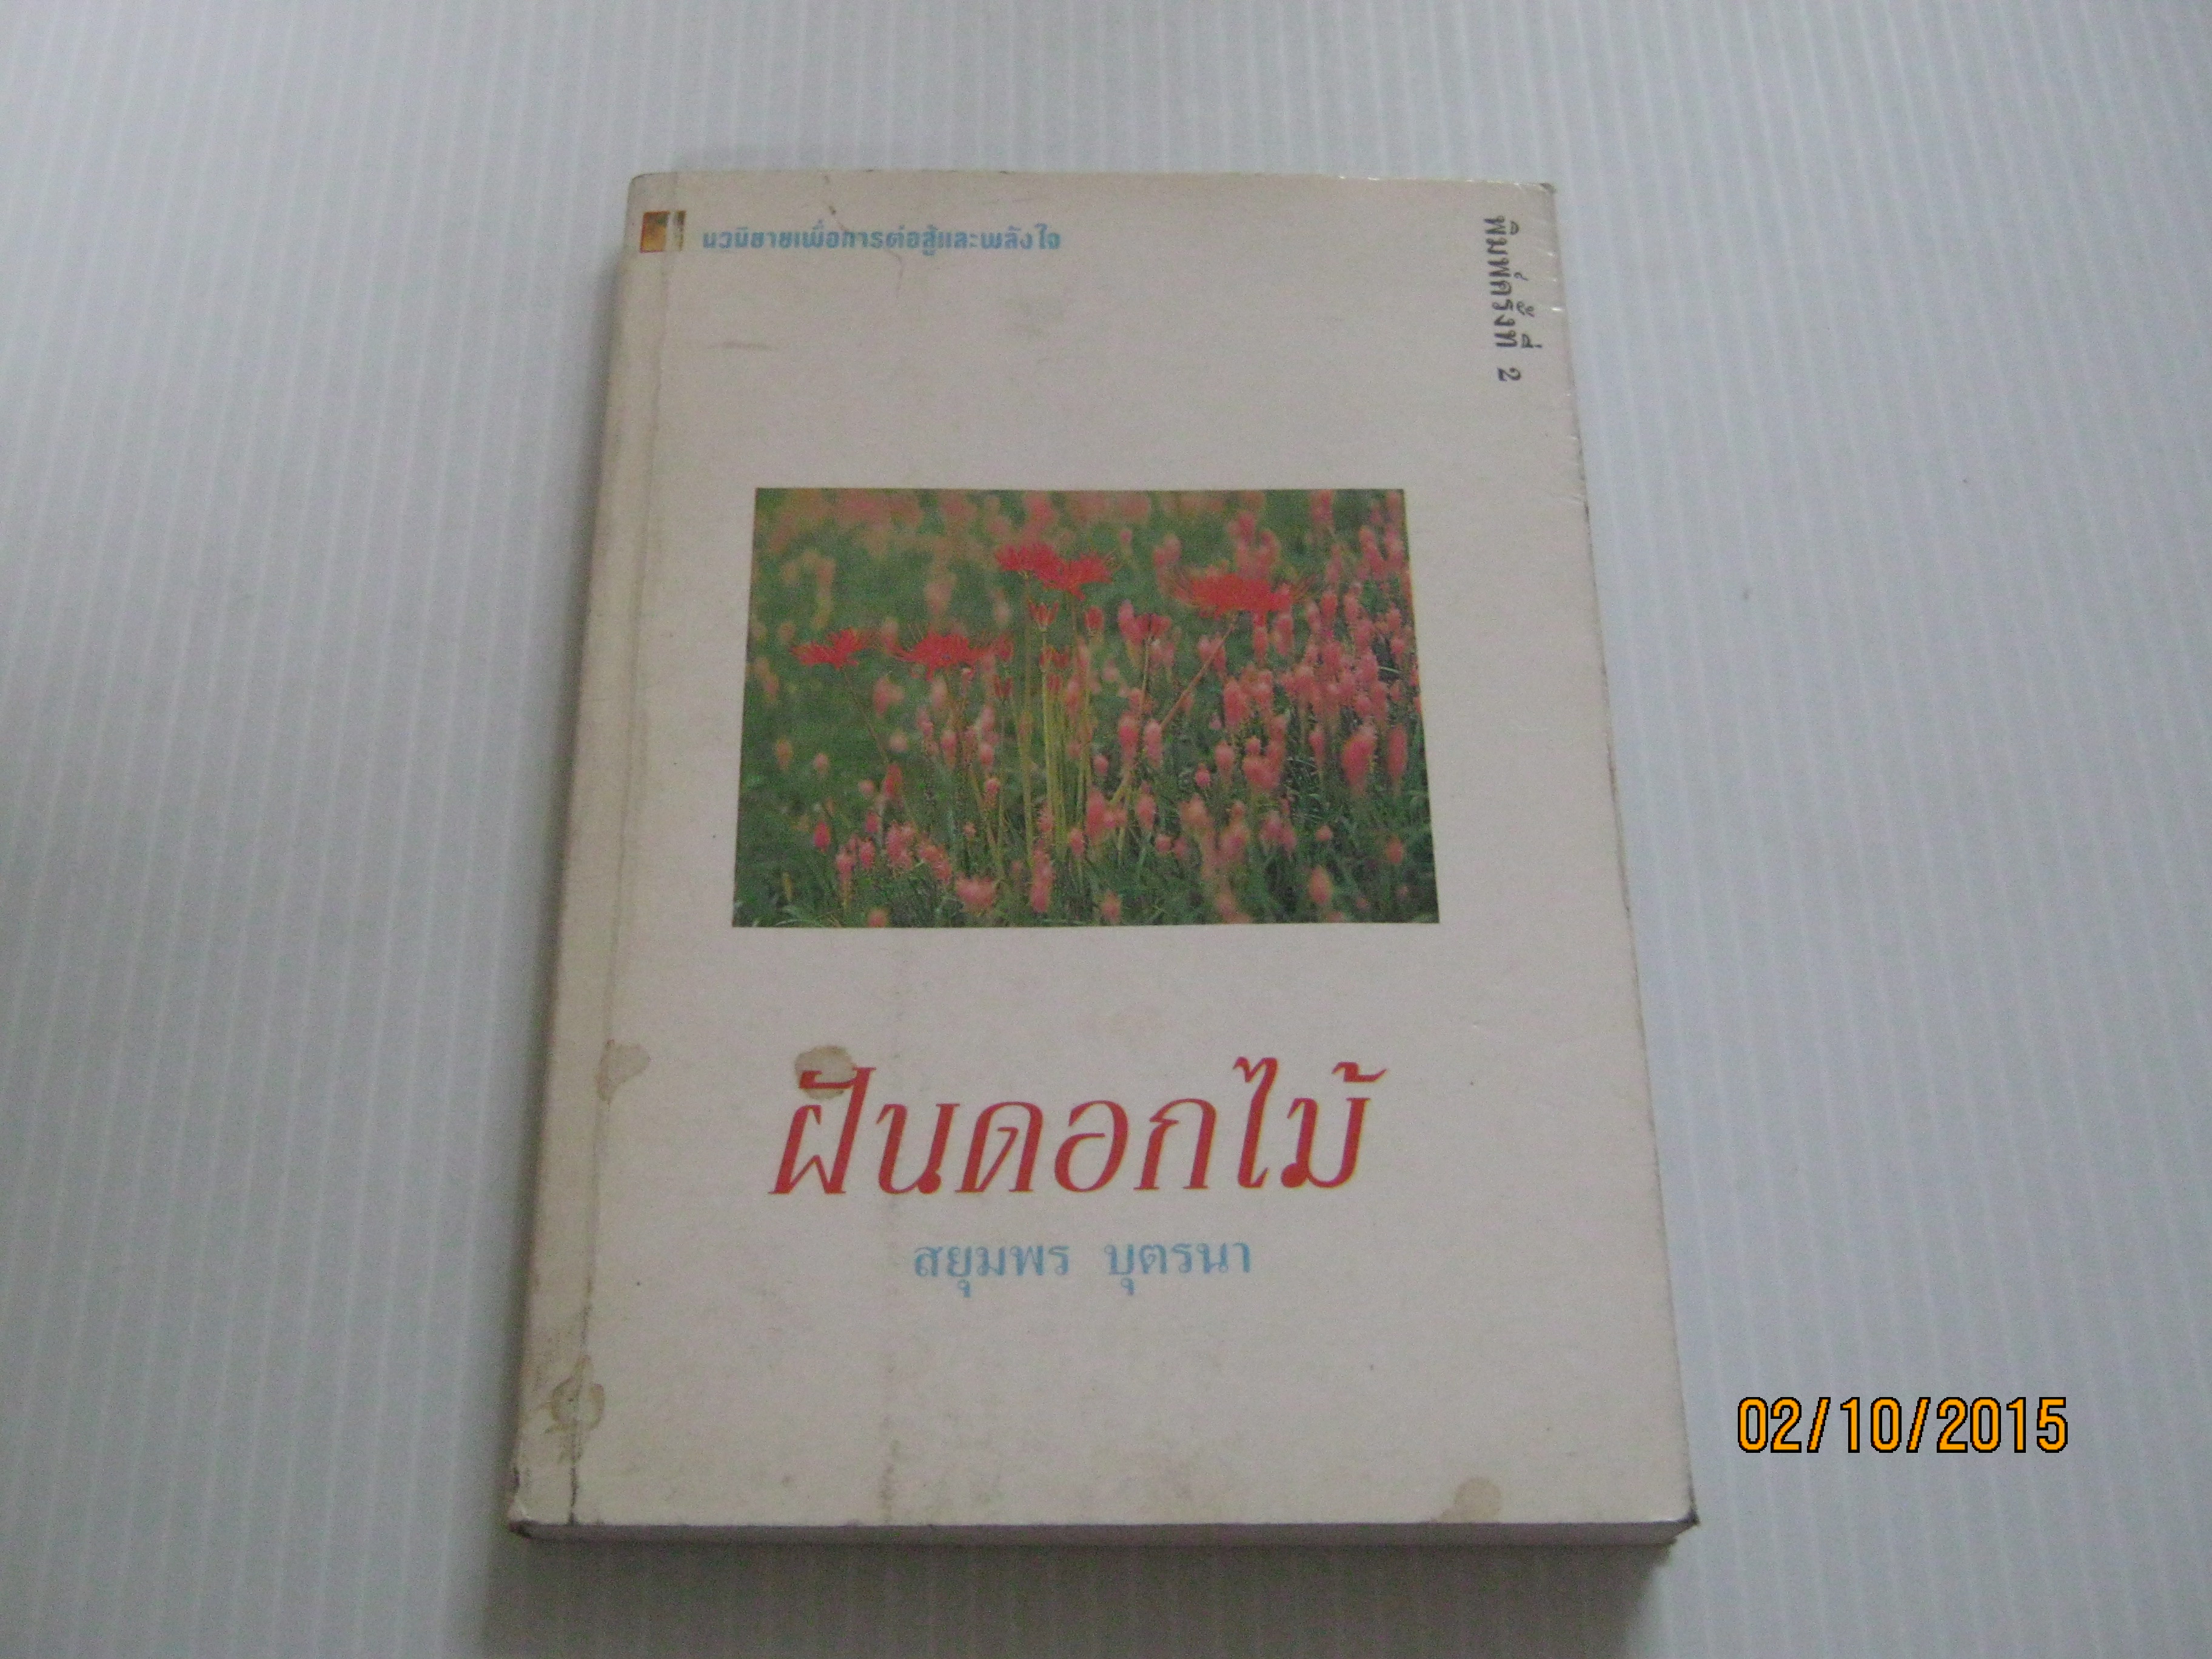 นวนิยายเพื่อการต่อสู้และพลังใจ
พิมพ์ครั้งที่ 2
ฝันดอกไม้
สยุมพร บุตรนา
02/10/2015